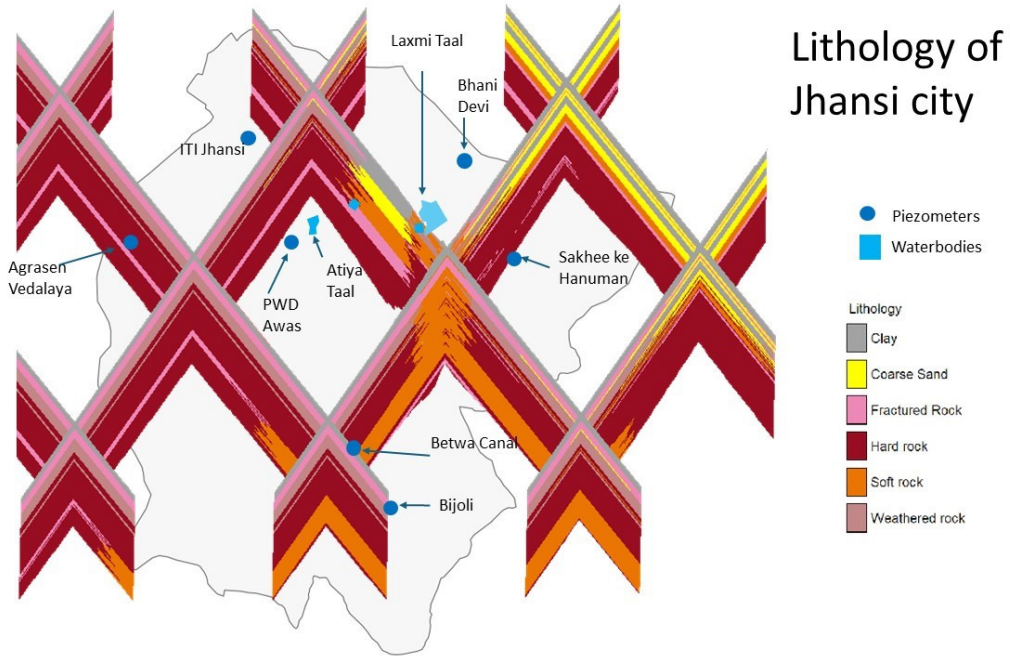 Lithology of
Jhansi city
Laxmi Taal
Bhani
Devi
ITI Jhansi
Agrasen
Vedalaya
PWD
Awas
Atiya
Taal
Sakhee ke
Hanuman
Betwa Canal
Bijoli
Piezometers
Waterbodies
Lithology
Clay
Coarse Sand
Fractured Rock
Hard rock
Soft rock
Weathered rock